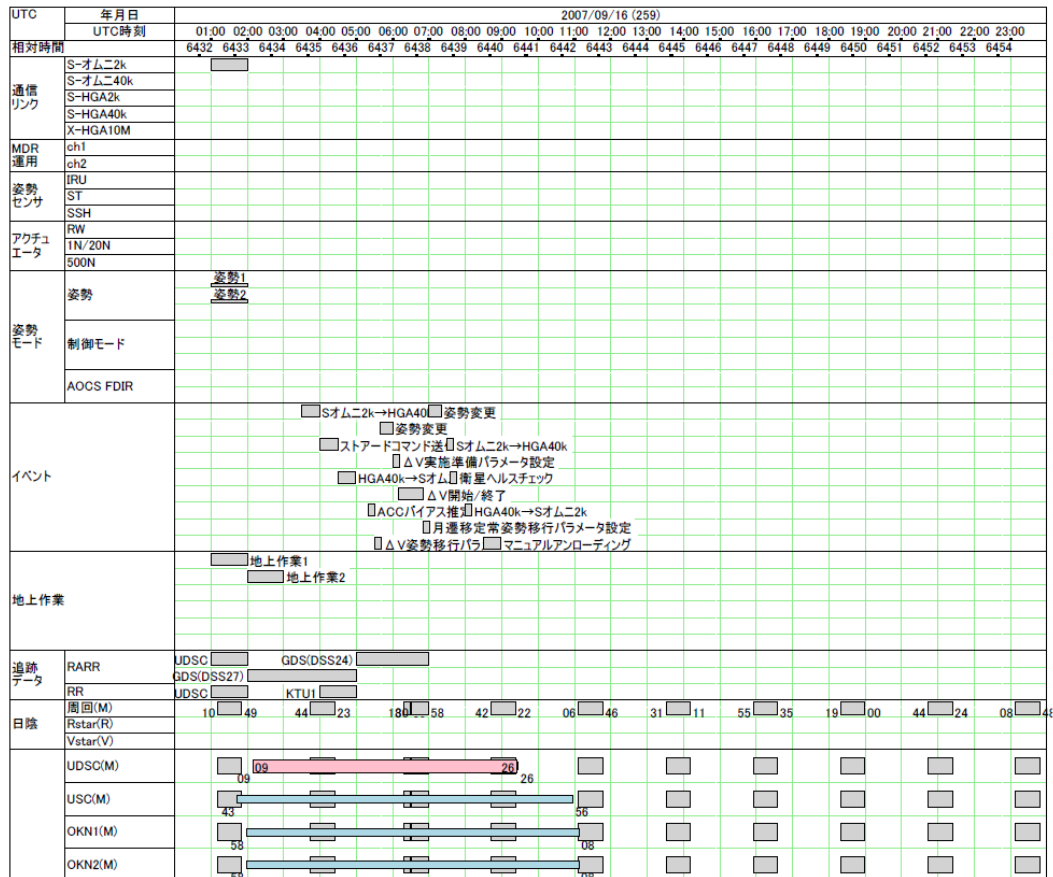 UTC 年月日 2007/09/16 (259)
UTC時刻 01:00 02:00 03:00 04:00 05:00 06:00 07:00 08:00 09:00 10:00 11:00 12:00 13:00 14:00 15:00 16:00 17:00 18:00 19:00 20:00 21:00 22:00 23:00
相対時間 6432 6433 6434 6435 6436 6437 6438 6439 6440 6441 6442 6443 6444 6445 6446 6447 6448 6449 6450 6451 6452 6453 6454
通信
リンク
S-オムニ2k
S-オムニ40k
S-HGA2k
S-HGA40k
X-HGA10M
MDR
運用
ch1
ch2
姿勢
センサ
IRU
ST
SSH
アクチュ
エータ
RW
1N/20N
500N
姿勢
モード
姿勢
姿勢1
姿勢2
制御モード
AOCS FDIR
イベント
Sオムニ2k→HGA40 姿勢変更
姿勢変更
ストアードコマンド送 Sオムニ2k→HGA40k
ΔV実施準備パラメータ設定
HGA40k→Sオム 衛星ヘルスチェック
ΔV開始/終了
ACCバイアス推 HGA40k→Sオムニ2k
月遷移定常姿勢移行パラメータ設定
ΔV姿勢移行パラ マニュアルアンローディング
地上作業
地上作業1
地上作業2
追跡
データ
RARR
UDSC GDS(DSS24)
GDS(DSS27)
RR UDSC KTU1
日陰
周回(M) 10 49 44 23 58 42 22 06 46 31 11 55 35 19 00 44 24 08 48
Rstar(R)
Vstar(V)
UDSC(M) 09 26
09 26
USC(M)
43 56
OKN1(M)
58 08
OKN2(M)
58 08